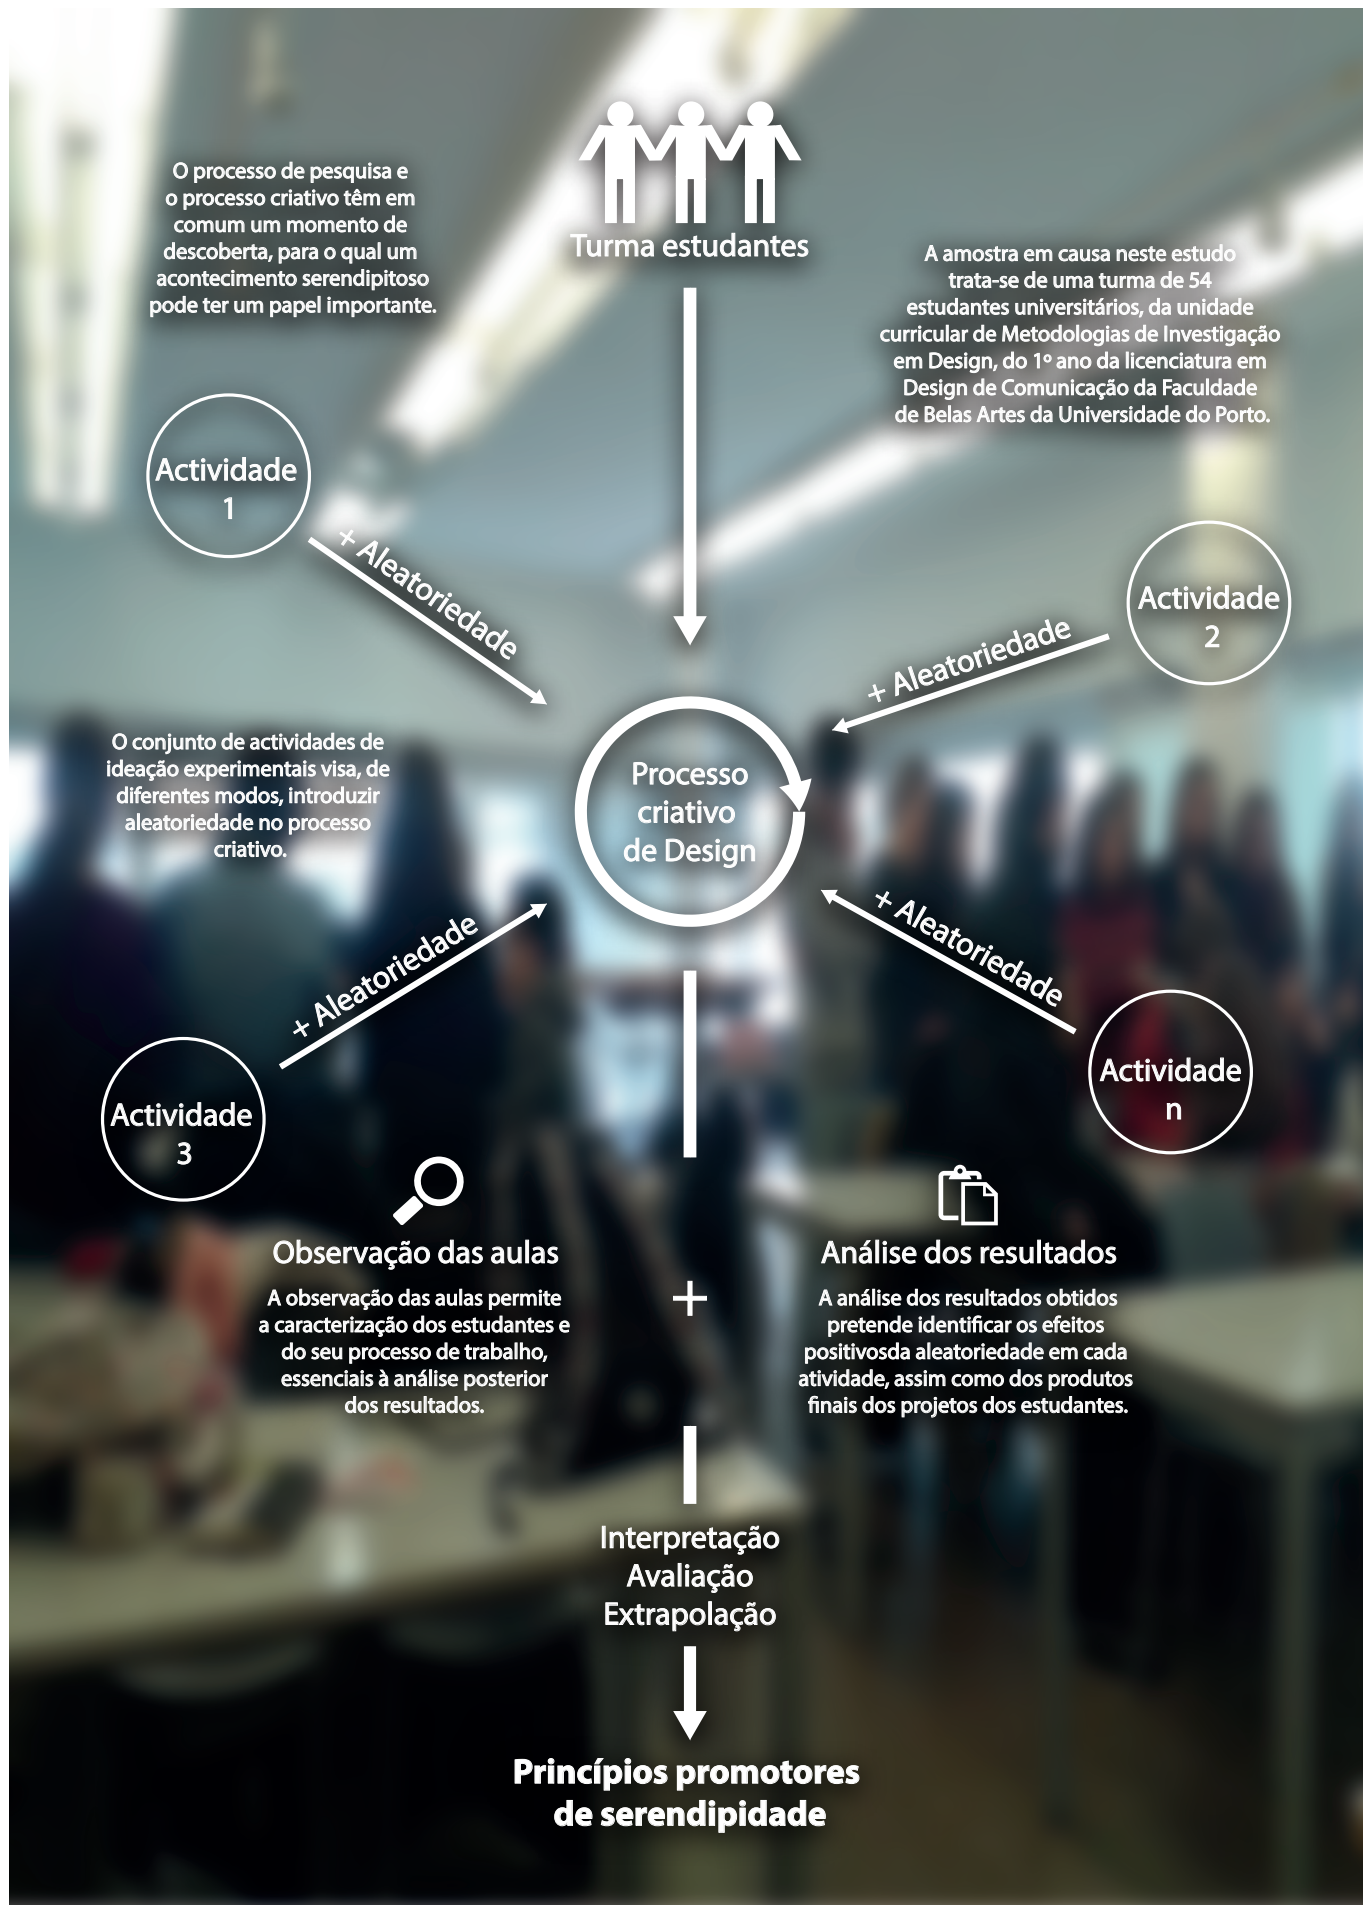 O processo de pesquisa e
o processo criativo têm em
comum um momento de
descoberta, para o qual um
acontecimento serendipitoso
pode ter um papel importante.
Turma estudantes
A amostra em causa neste estudo
trata-se de uma turma de 54
estudantes universitários, da unidade
curricular de Metodologias de Investigação
em Design, do 1º ano da licenciatura em
Design de Comunicação da Faculdade
de Belas Artes da Universidade do Porto.
Actividade
1
+ Aleatoriedade
Actividade
2
+ Aleatoriedade
O conjunto de actividades de
ideação experimentais visa, de
diferentes modos, introduzir
aleatoriedade no processo
criativo.
Processo
criativo
de Design
+ Aleatoriedade
Actividade
3
+ Aleatoriedade
Actividade
n
Observação das aulas
A observação das aulas permite
a caracterização dos estudantes e
do seu processo de trabalho,
essenciais à análise posterior
dos resultados.
+
Análise dos resultados
A análise dos resultados obtidos
pretende identificar os efeitos
positivosda aleatoriedade em cada
atividade, assim como dos produtos
finais dos projetos dos estudantes.
Interpretação
Avaliação
Extrapolação
Princípios promotores
de serendipidade